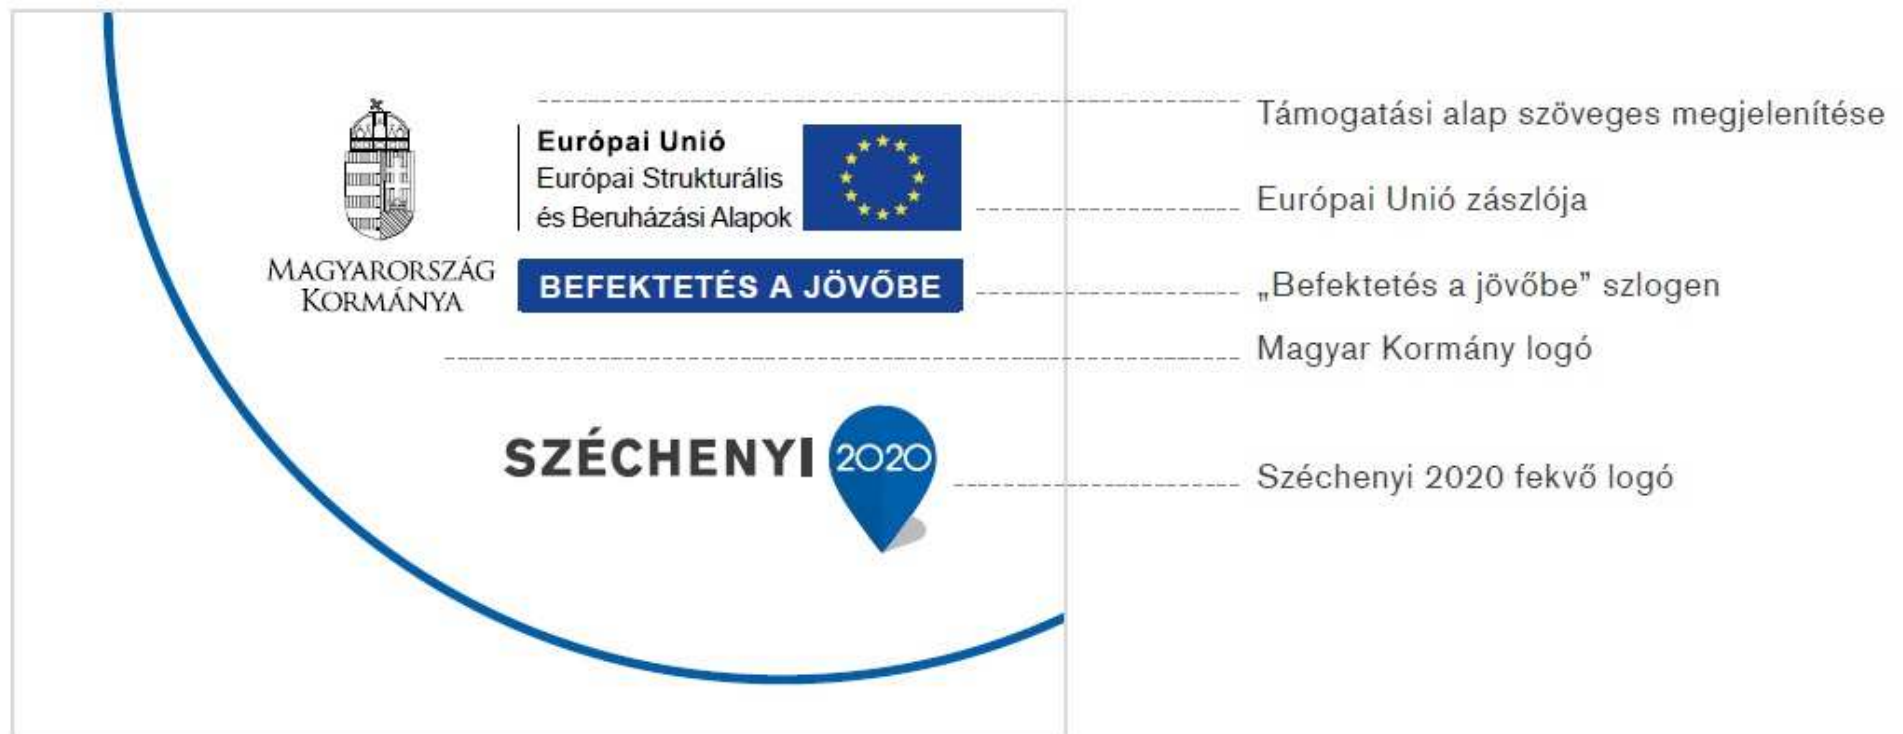 Európai Unió
Európai Strukturális
és Beruházási Alapok
MAGYARORSZÁG
KORMÁNYA
BEFEKTETÉS A JÖVŐBE
SZÉCHENYI 2020
Támogatási alap szöveges megjelenítése
Európai Unió zászlója
„Befektetés a jövőbe” szlogen
Magyar Kormány logó
Széchenyi 2020 fekvő logó